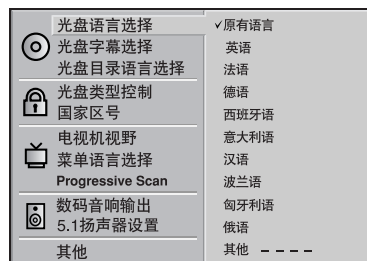 光盘语言选择
光盘字幕选择
光盘目录语言选择
光盘类型控制
国家区号
电视机视野
菜单语言选择
Progressive Scan
数码音响输出
5.1扬声器设置
其他
✓原有语言
英语
法语
德语
西班牙语
意大利语
汉语
波兰语
匈牙利语
俄语
其他 – – – –